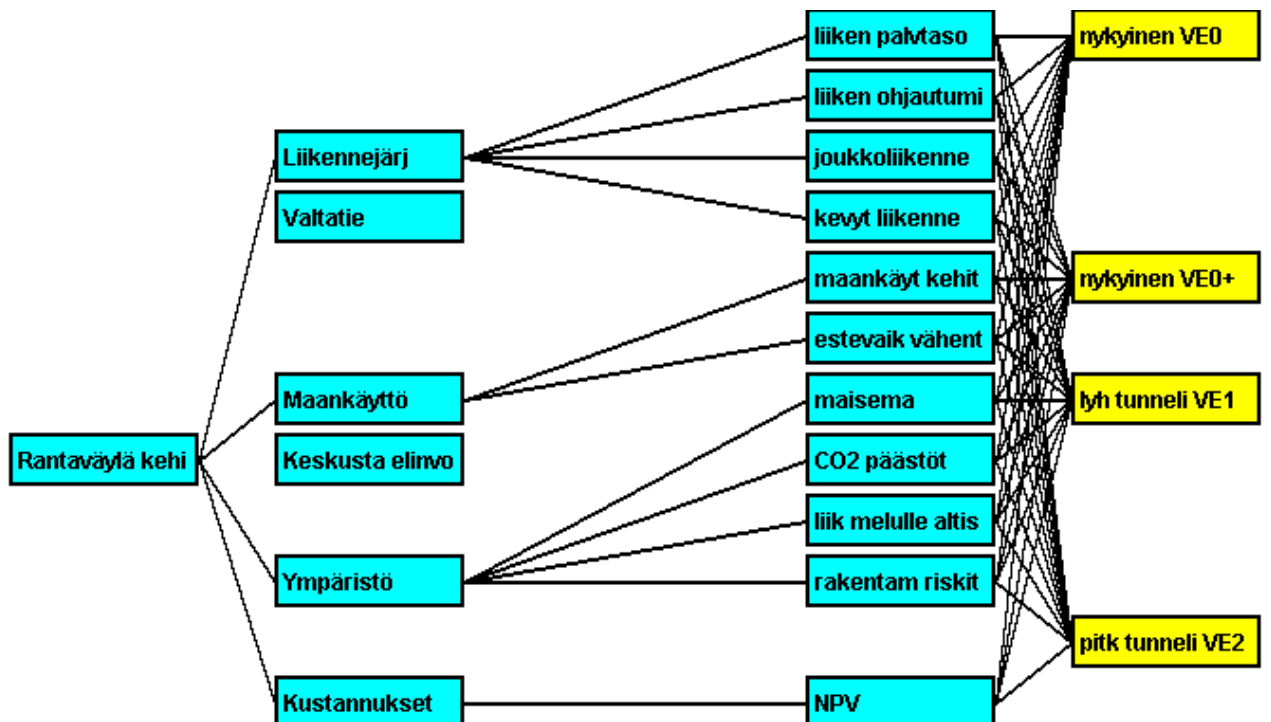 Rantaväylä kehi
Liikennejärj
Valtatie
Maankäyttö
Keskusta elinvo
Ympäristö
Kustannukset
liiken palvtaso
liiken ohjautumi
joukkoliikenne
kevyt liikenne
maankäyt kehit
estevaik vähent
maisema
CO2 päästöt
liik melulle altis
rakentam riskit
NPV
nykyinen VE0
nykyinen VE0+
lyh tunneli VE1
pitk tunneli VE2